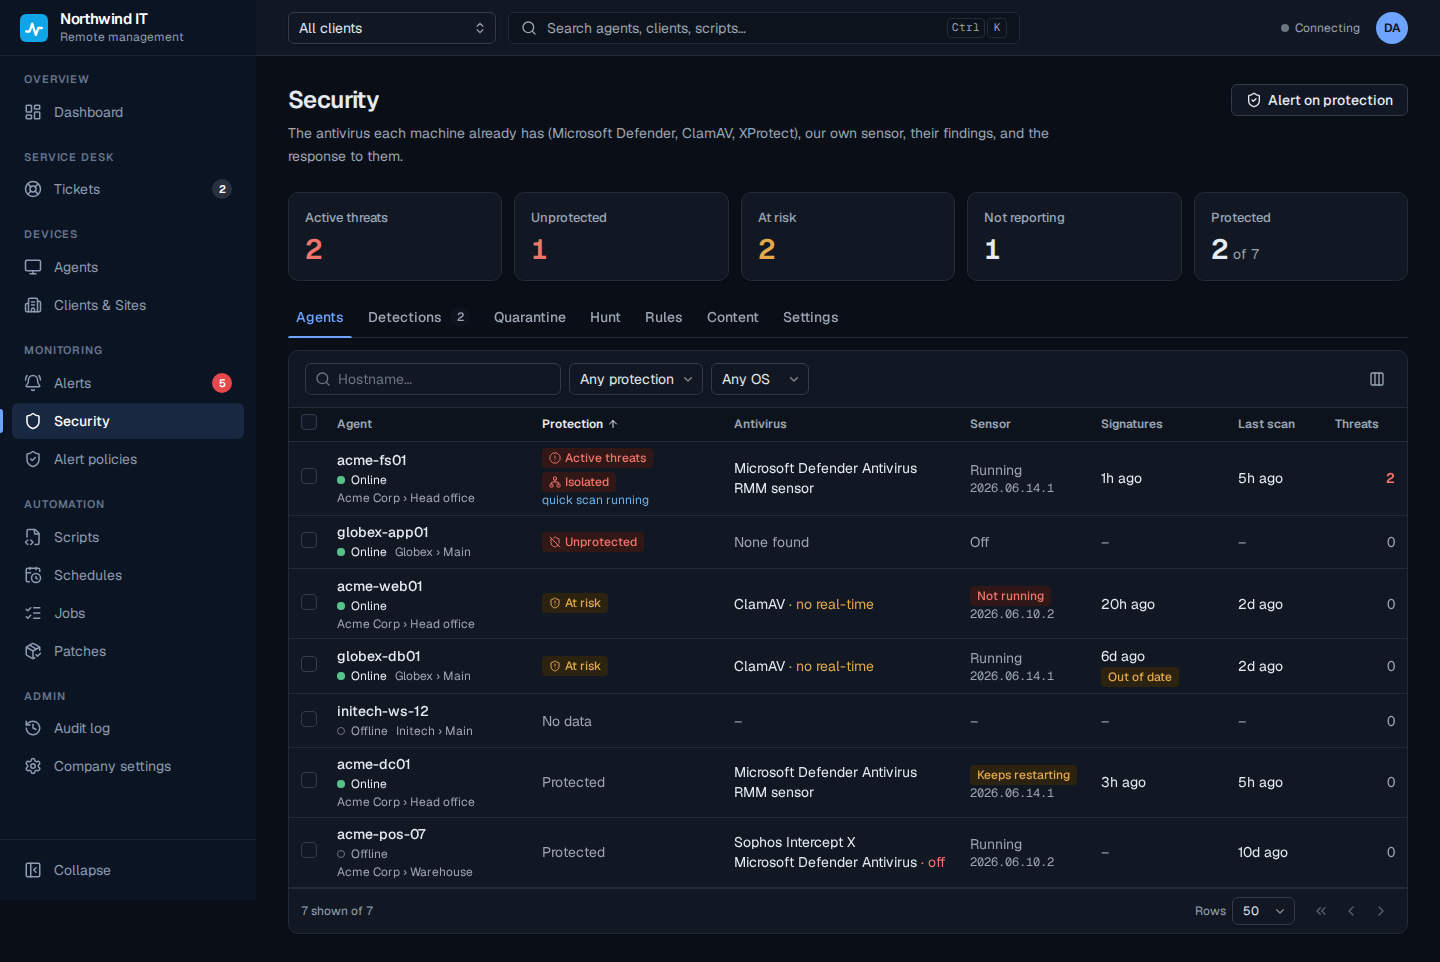 Northwind IT
Remote management
All clients
Search agents, clients, scripts...
Ctrl K
Connecting
DA
OVERVIEW
Dashboard
SERVICE DESK
Tickets 2
DEVICES
Agents
Clients & Sites
MONITORING
Alerts 5
Security
Alert policies
AUTOMATION
Scripts
Schedules
Jobs
Patches
ADMIN
Audit log
Company settings
Collapse
Security
Alert on protection
The antivirus each machine already has (Microsoft Defender, ClamAV, XProtect), our own sensor, their findings, and the
response to them.
Active threats
2
Unprotected
1
At risk
2
Not reporting
1
Protected
2 of 7
Agents Detections 2 Quarantine Hunt Rules Content Settings
Hostname... Any protection Any OS
Agent Protection ↑ Antivirus Sensor Signatures Last scan Threats
acme-fs01
Online
Acme Corp › Head office
Active threats
Isolated
quick scan running
Microsoft Defender Antivirus
RMM sensor
Running
2026.06.14.1
1h ago
5h ago
2
globex-app01
Online Globex › Main
Unprotected
None found
Off
–
–
0
acme-web01
Online
Acme Corp › Head office
At risk
ClamAV · no real-time
Not running
2026.06.10.2
20h ago
2d ago
0
globex-db01
Online Globex › Main
At risk
ClamAV · no real-time
Running
2026.06.14.1
6d ago
Out of date
2d ago
0
initech-ws-12
Offline Initech › Main
No data
–
–
–
–
0
acme-dc01
Online
Acme Corp › Head office
Protected
Microsoft Defender Antivirus
RMM sensor
Keeps restarting
2026.06.14.1
3h ago
5h ago
0
acme-pos-07
Offline
Acme Corp › Warehouse
Protected
Sophos Intercept X
Microsoft Defender Antivirus · off
Running
2026.06.10.2
–
10d ago
0
7 shown of 7
Rows 50